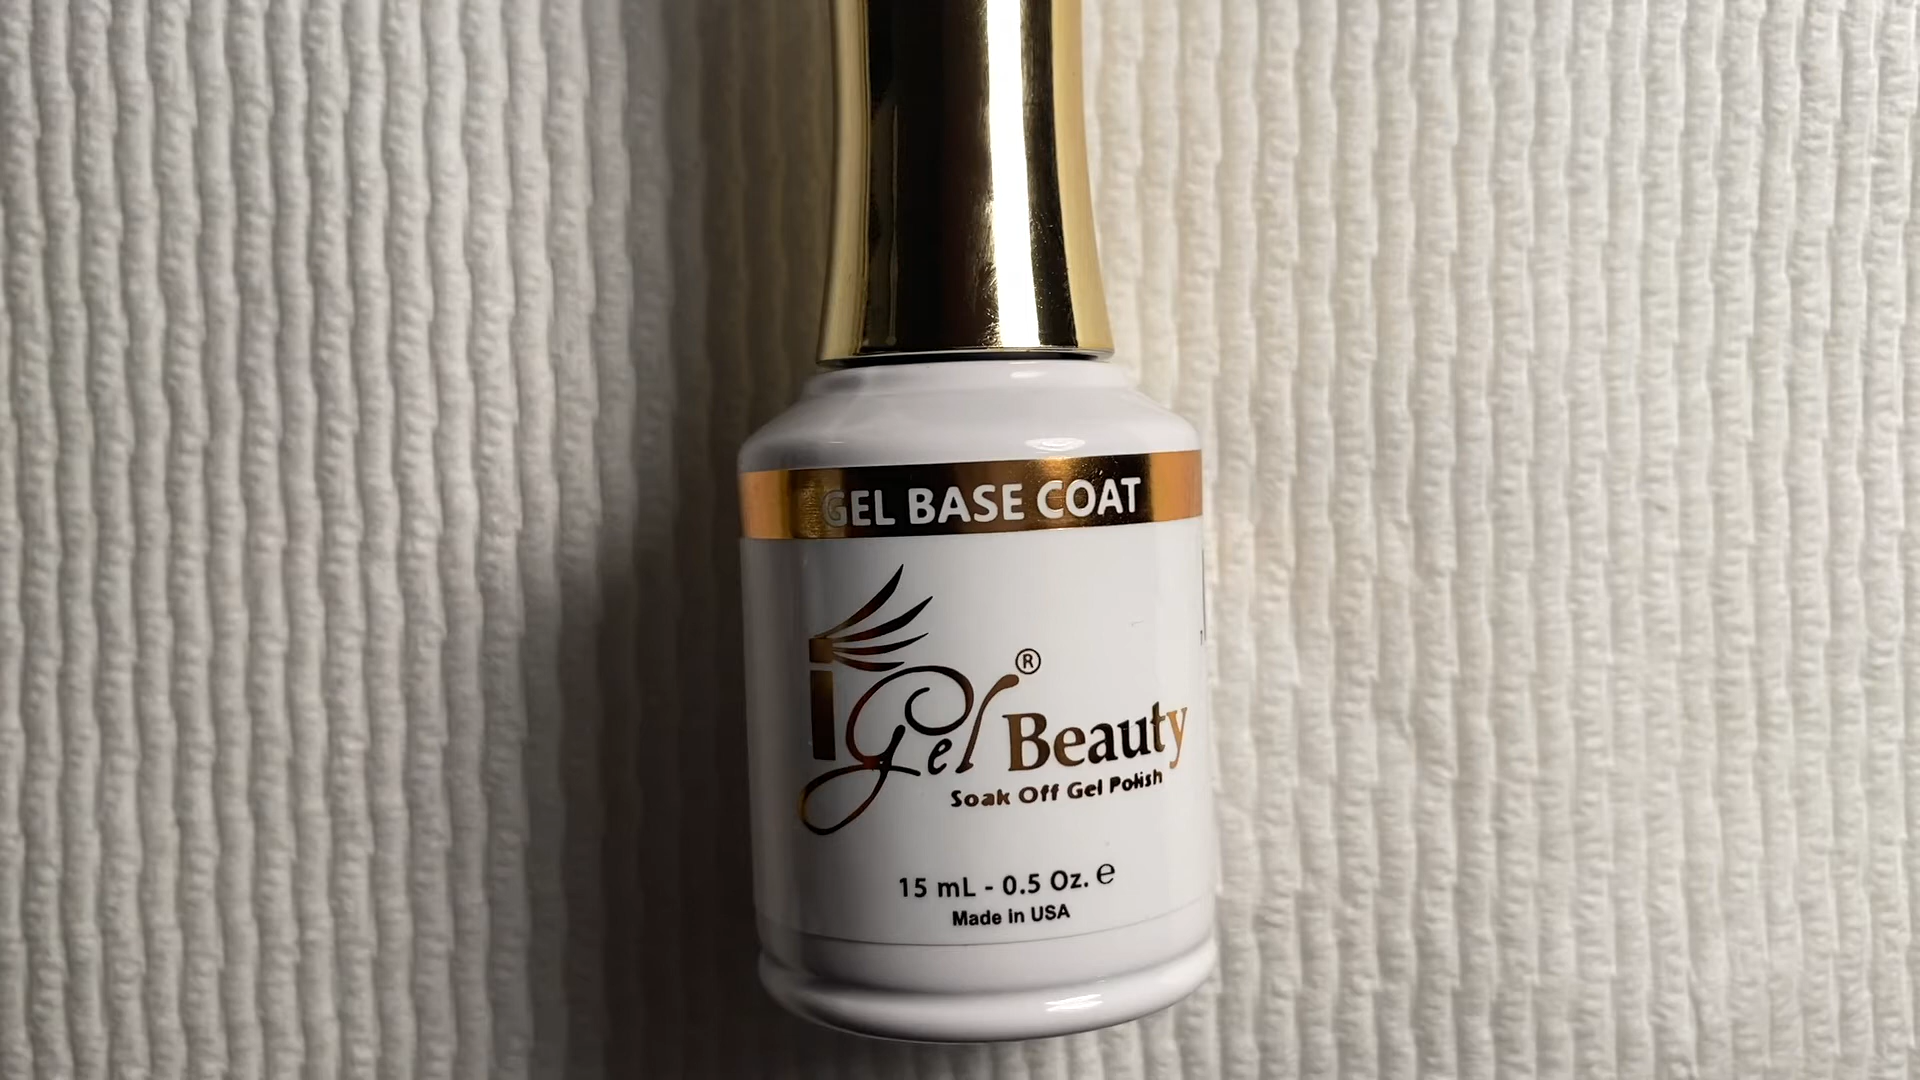 GEL BASE COAT
iGel Beauty®
Soak Off Gel Polish
15 mL - 0.5 Oz. ℮
Made in USA